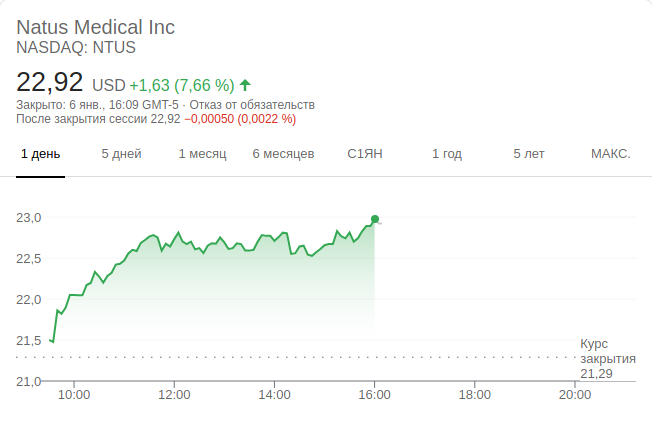 Natus Medical Inc
NASDAQ: NTUS
22,92 USD +1,63 (7,66 %)
Закрыто: 6 янв., 16:09 GMT-5 · Отказ от обязательств
После закрытия сессии 22,92 −0,00050 (0,0022 %)
1 день 5 дней 1 месяц 6 месяцев С1ЯН 1 год 5 лет МАКС.
23,0
22,5
22,0
21,5
21,0
Курс
закрытия
21,29
10:00 12:00 14:00 16:00 18:00 20:00